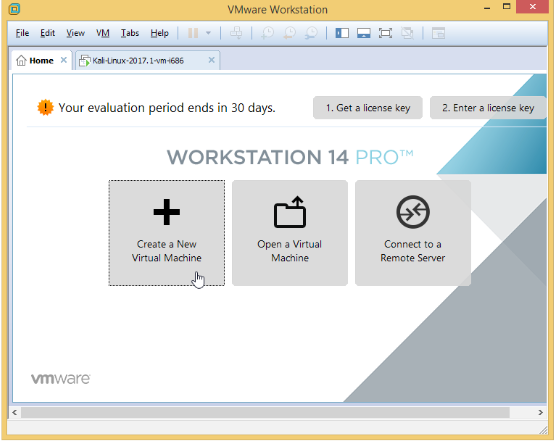 VMware Workstation
File Edit View VM Tabs Help
Home
Kali-Linux-2017.1-vm-i686
Your evaluation period ends in 30 days.
1. Get a license key
2. Enter a license key
WORKSTATION 14 PRO™
Create a New
Virtual Machine
Open a Virtual
Machine
Connect to a
Remote Server
vmware